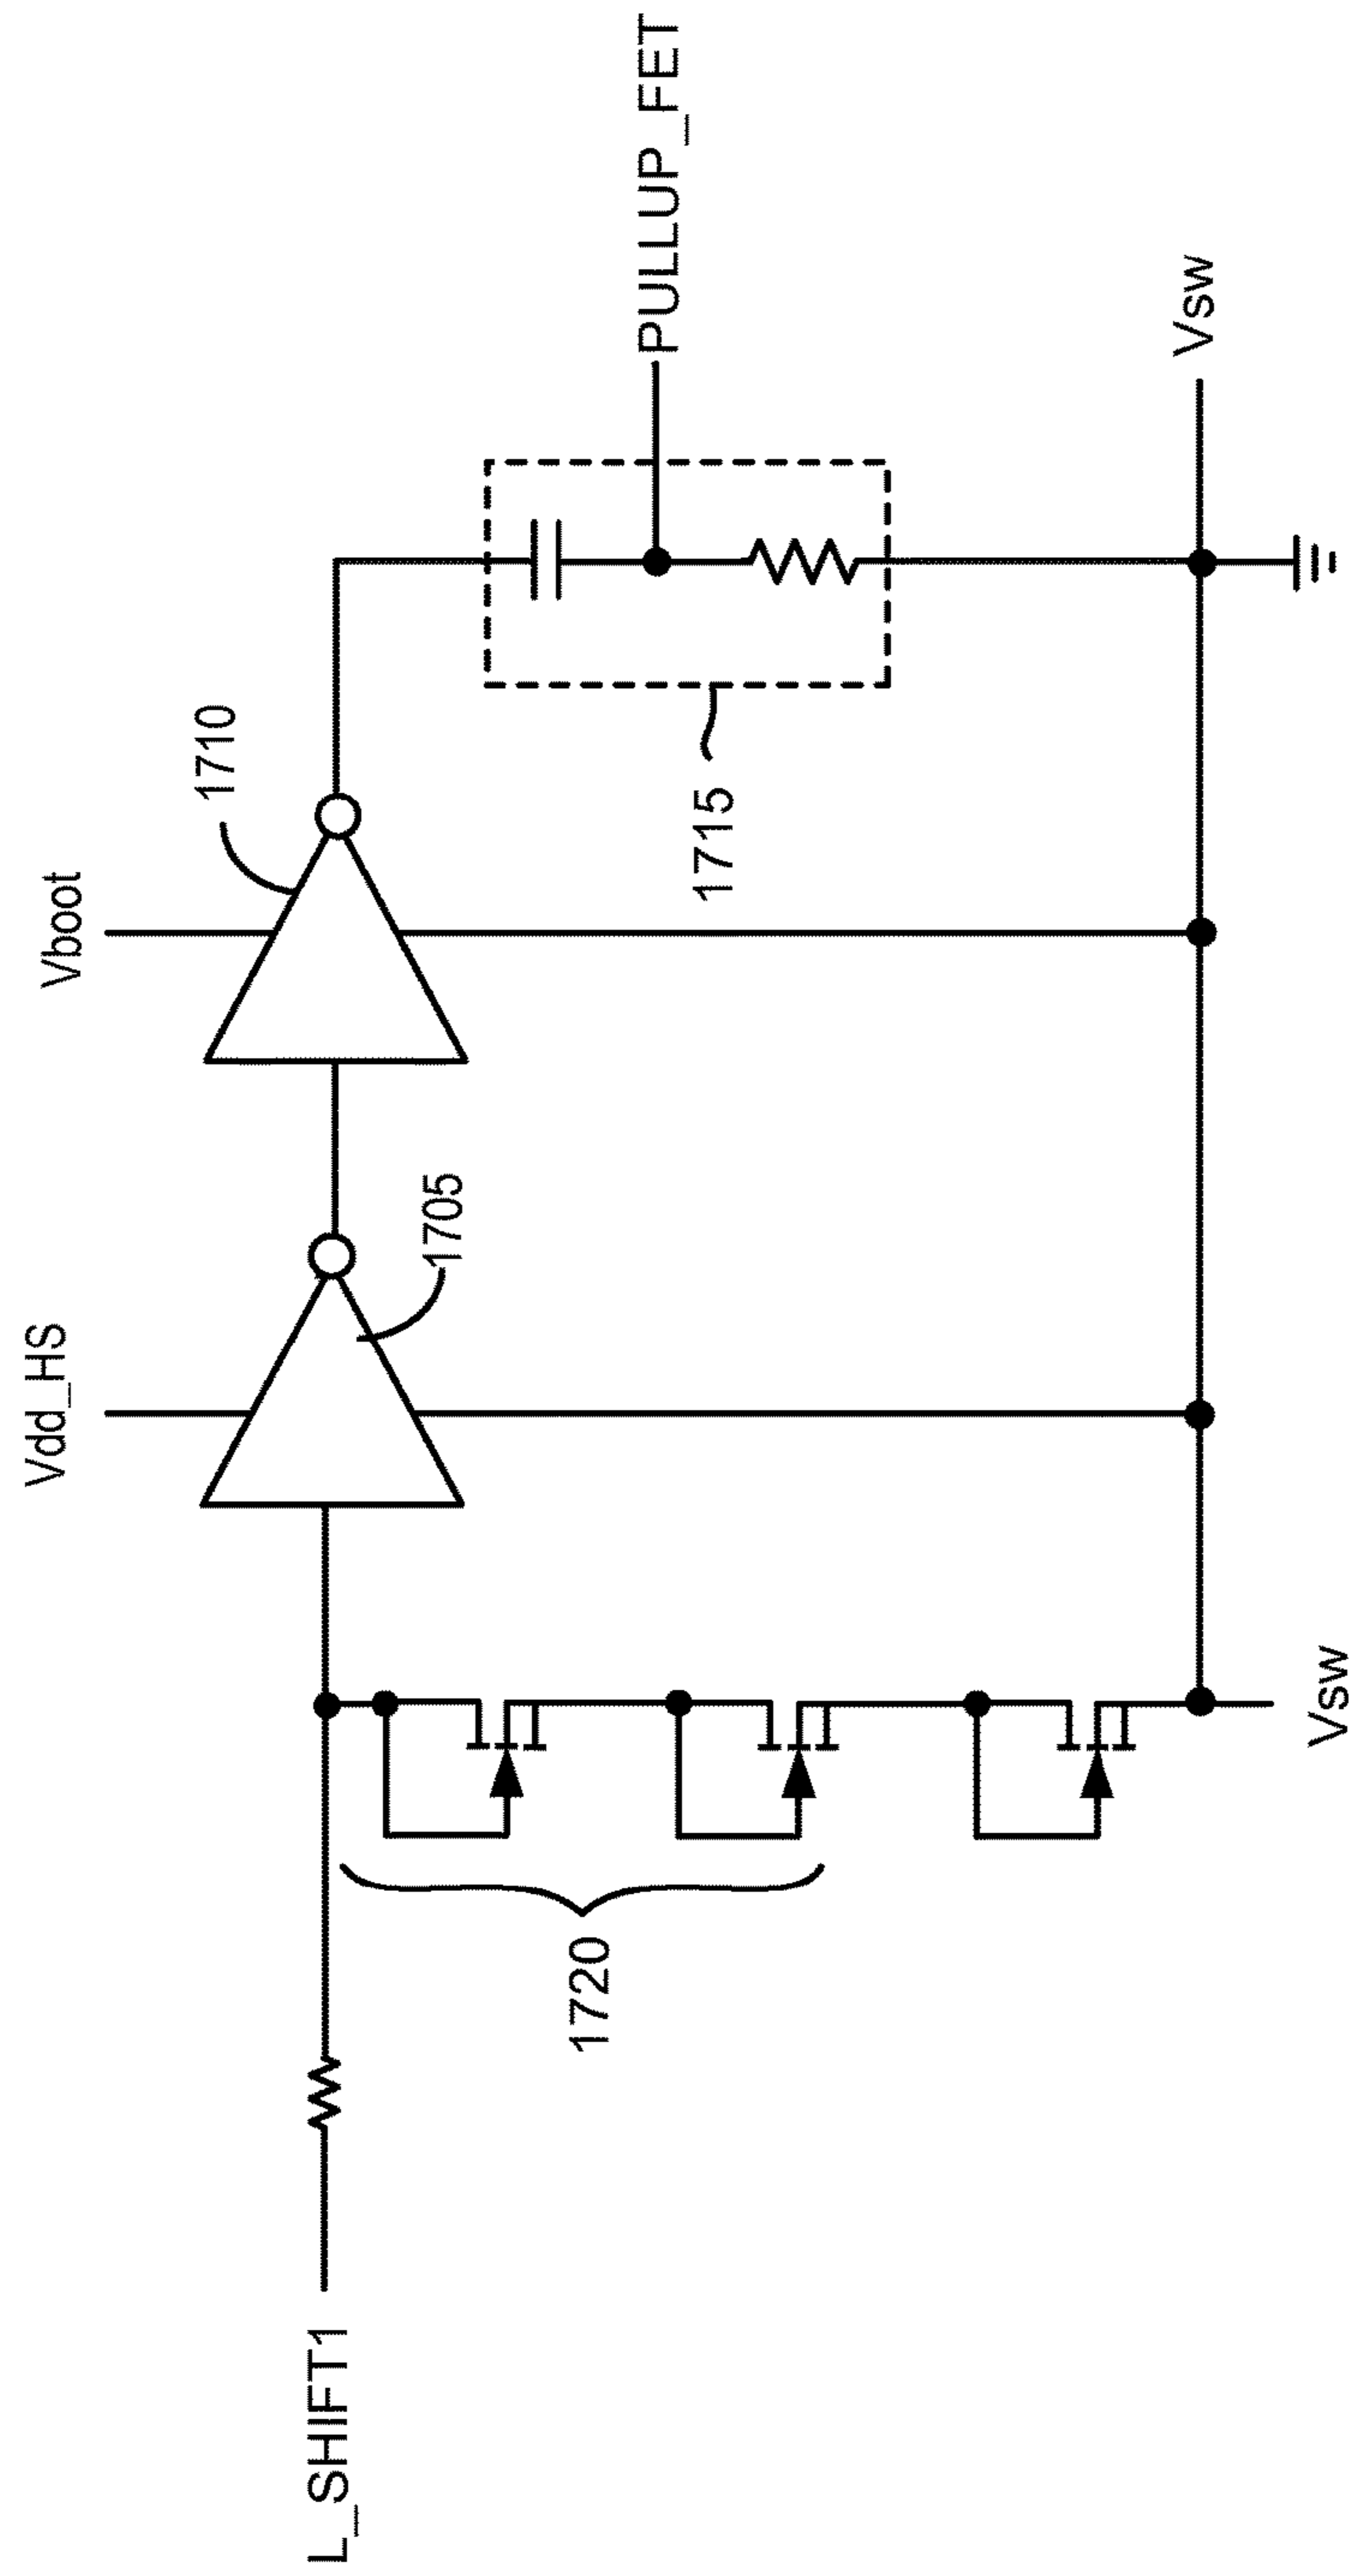 Vdd_HS
Vboot
1710
1705
L_SHIFT1
1720
1715
PULLUP_FET
Vsw
Vsw